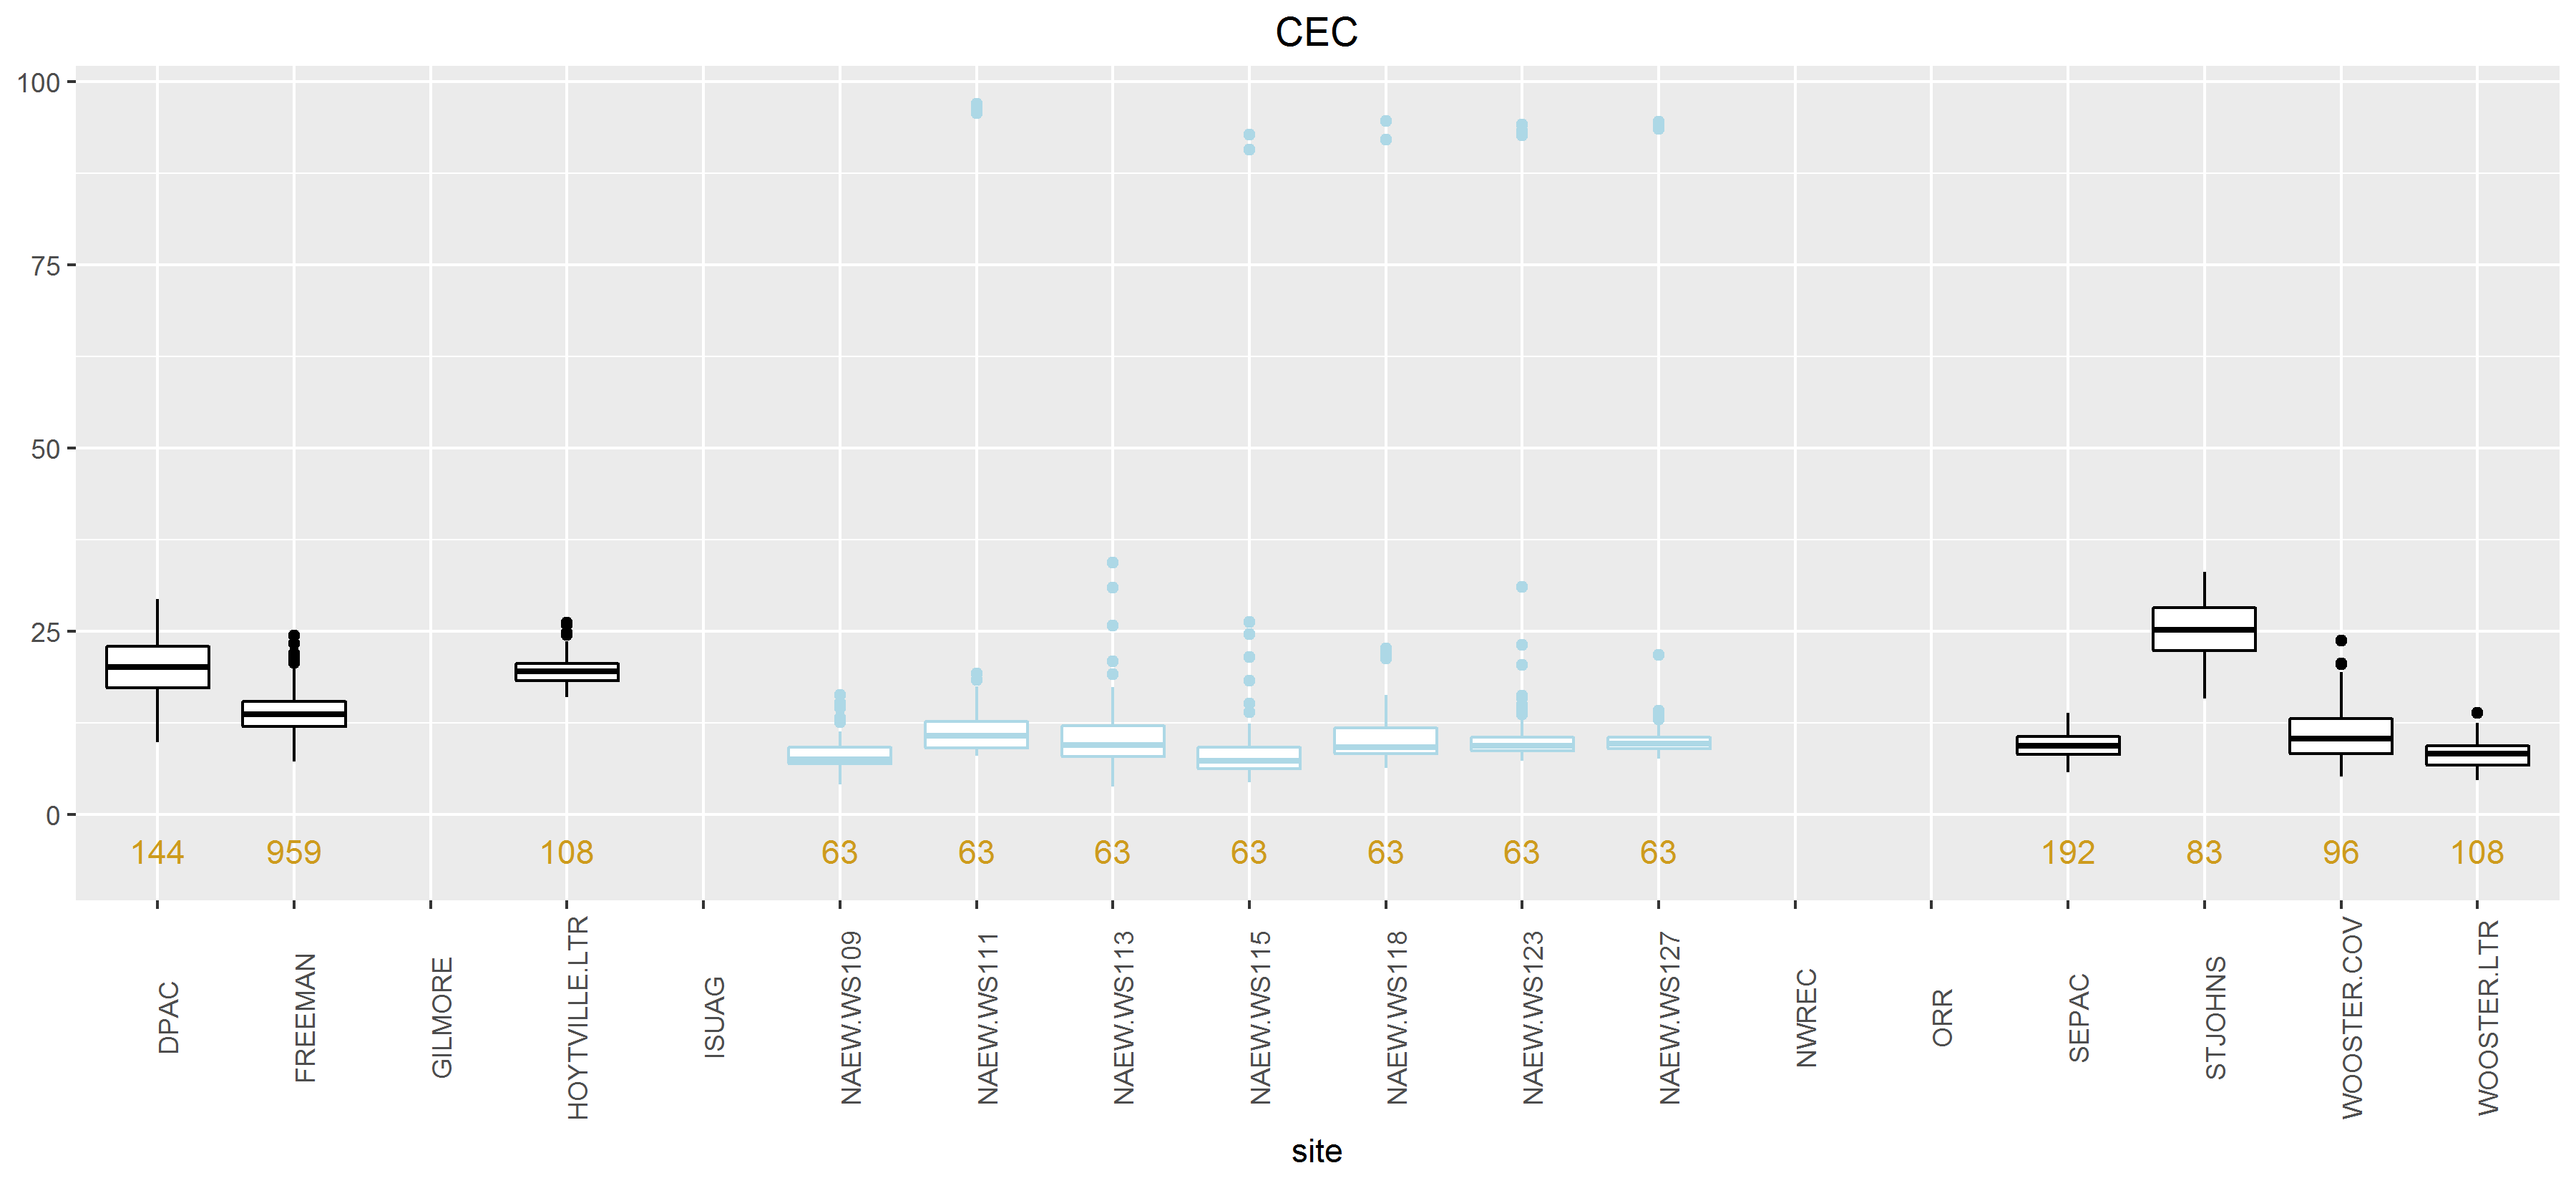 CEC
100
75
50
25
0
144 959 108 63 63 63 63 63 63 63 192 83 96 108
DPAC
FREEMAN
GILMORE
HOYTVILLE.LTR
ISUAG
NAEW.WS109
NAEW.WS111
NAEW.WS113
NAEW.WS115
NAEW.WS118
NAEW.WS123
NAEW.WS127
NWREC
ORR
SEPAC
STJOHNS
WOOSTER.COV
WOOSTER.LTR
site